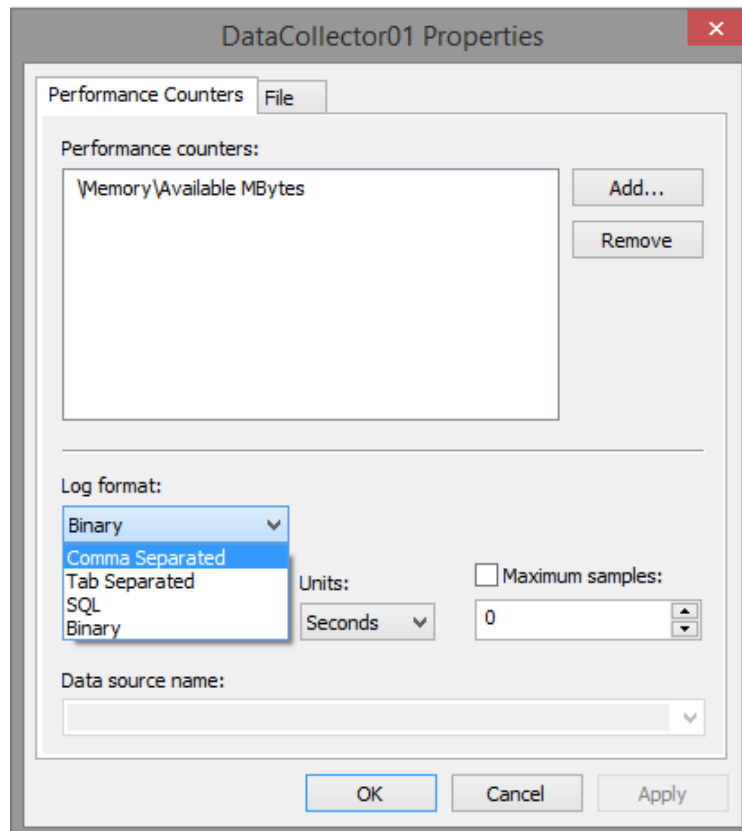 DataCollector01 Properties
Performance Counters
File
Performance counters:
\Memory\Available MBytes
Add...
Remove
Log format:
Binary
Comma Separated
Tab Separated
SQL
Binary
Units:
Seconds
Maximum samples:
0
Data source name:
OK
Cancel
Apply